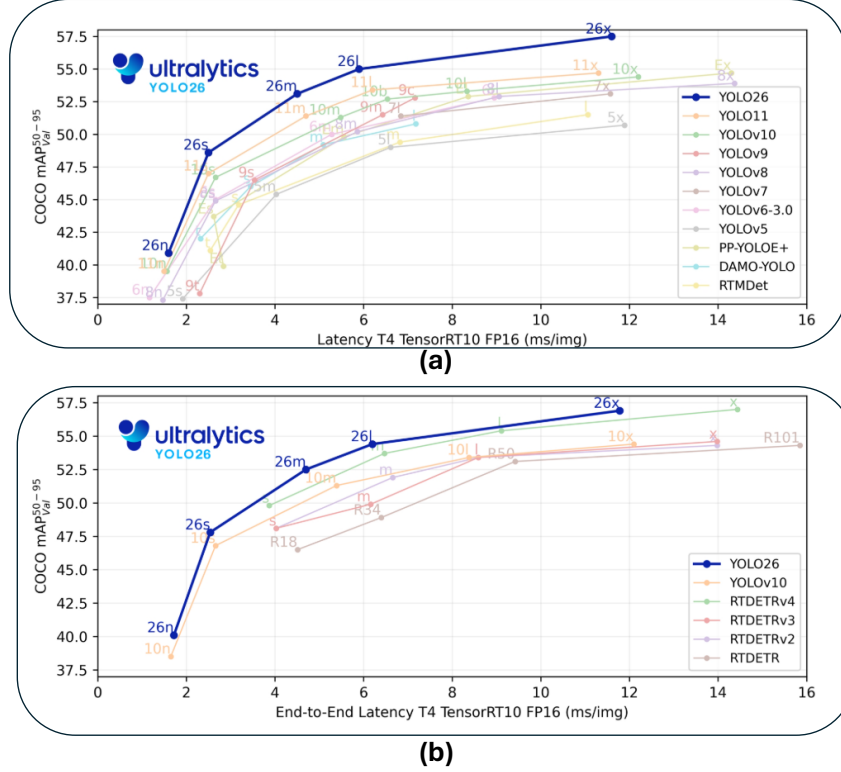 57.5
55.0
52.5
50.0
47.5
45.0
42.5
40.0
37.5
COCO mAP50−95 Val
ultralytics
YOLO26
26n
26s
26m
26l
26x
11m
11l
11x
10m
10b
10l
10x
9t
9s
9m
9c
8n
8s
8m
8l
8x
7l
7x
6m
5s
5m
5l
5x
m
YOLO26
YOLO11
YOLOv10
YOLOv9
YOLOv8
YOLOv7
YOLOv6-3.0
YOLOv5
PP-YOLOE+
DAMO-YOLO
RTMDet
0 2 4 6 8 10 12 14 16
Latency T4 TensorRT10 FP16 (ms/img)
(a)
57.5
55.0
52.5
50.0
47.5
45.0
42.5
40.0
37.5
COCO mAP50−95 Val
ultralytics
YOLO26
26n
26s
26m
26l
26x
10n
10s
10m
10l
10x
l
x
s
m
l
x
m
R18
R34
R50
R101
YOLO26
YOLOv10
RTDETRv4
RTDETRv3
RTDETRv2
RTDETR
0 2 4 6 8 10 12 14 16
End-to-End Latency T4 TensorRT10 FP16 (ms/img)
(b)